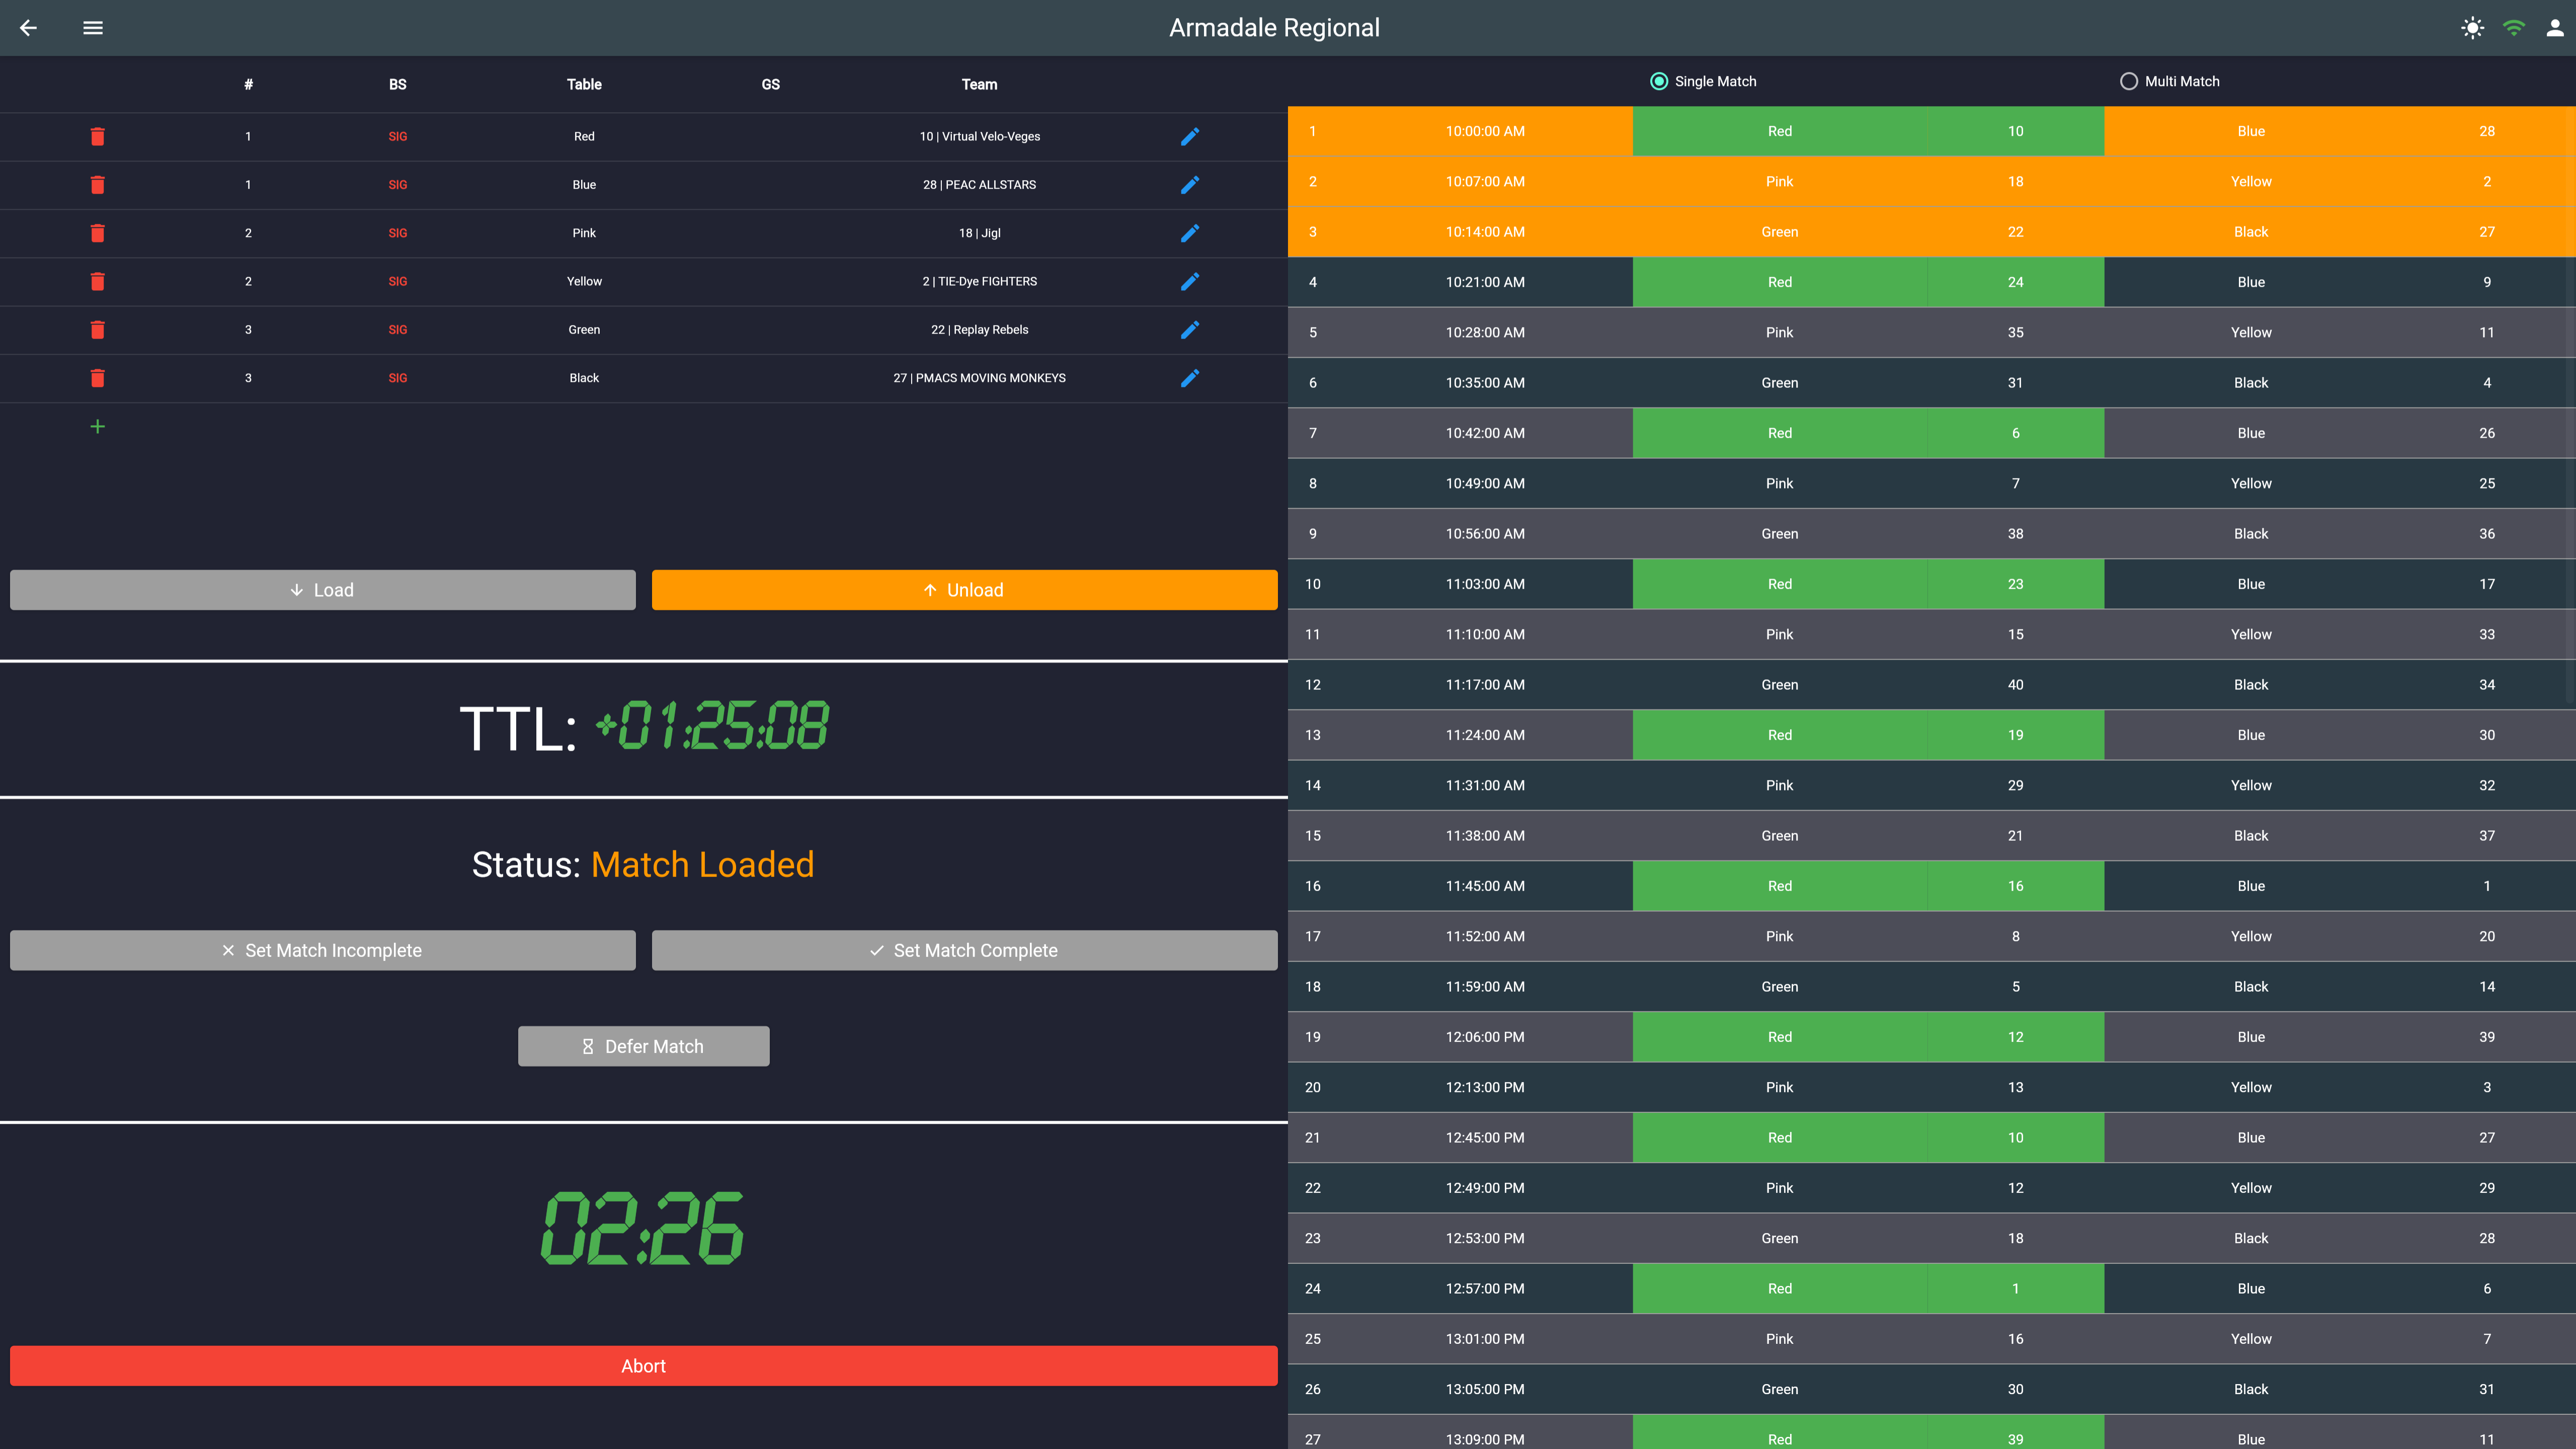 Armadale Regional
# BS Table GS Team
1 SIG Red 10 | Virtual Velo-Veges
1 SIG Blue 28 | PEAC ALLSTARS
2 SIG Pink 18 | Jigl
2 SIG Yellow 2 | TIE-Dye FIGHTERS
3 SIG Green 22 | Replay Rebels
3 SIG Black 27 | PMACS MOVING MONKEYS
Load Unload
TTL: +01:25:08
Status: Match Loaded
Set Match Incomplete Set Match Complete
Defer Match
02:26
Abort
Single Match Multi Match
1 10:00:00 AM Red 10 Blue 28
2 10:07:00 AM Pink 18 Yellow 2
3 10:14:00 AM Green 22 Black 27
4 10:21:00 AM Red 24 Blue 9
5 10:28:00 AM Pink 35 Yellow 11
6 10:35:00 AM Green 31 Black 4
7 10:42:00 AM Red 6 Blue 26
8 10:49:00 AM Pink 7 Yellow 25
9 10:56:00 AM Green 38 Black 36
10 11:03:00 AM Red 23 Blue 17
11 11:10:00 AM Pink 15 Yellow 33
12 11:17:00 AM Green 40 Black 34
13 11:24:00 AM Red 19 Blue 30
14 11:31:00 AM Pink 29 Yellow 32
15 11:38:00 AM Green 21 Black 37
16 11:45:00 AM Red 16 Blue 1
17 11:52:00 AM Pink 8 Yellow 20
18 11:59:00 AM Green 5 Black 14
19 12:06:00 PM Red 12 Blue 39
20 12:13:00 PM Pink 13 Yellow 3
21 12:45:00 PM Red 10 Blue 27
22 12:49:00 PM Pink 12 Yellow 29
23 12:53:00 PM Green 18 Black 28
24 12:57:00 PM Red 1 Blue 6
25 13:01:00 PM Pink 16 Yellow 7
26 13:05:00 PM Green 30 Black 31
27 13:09:00 PM Red 39 Blue 11